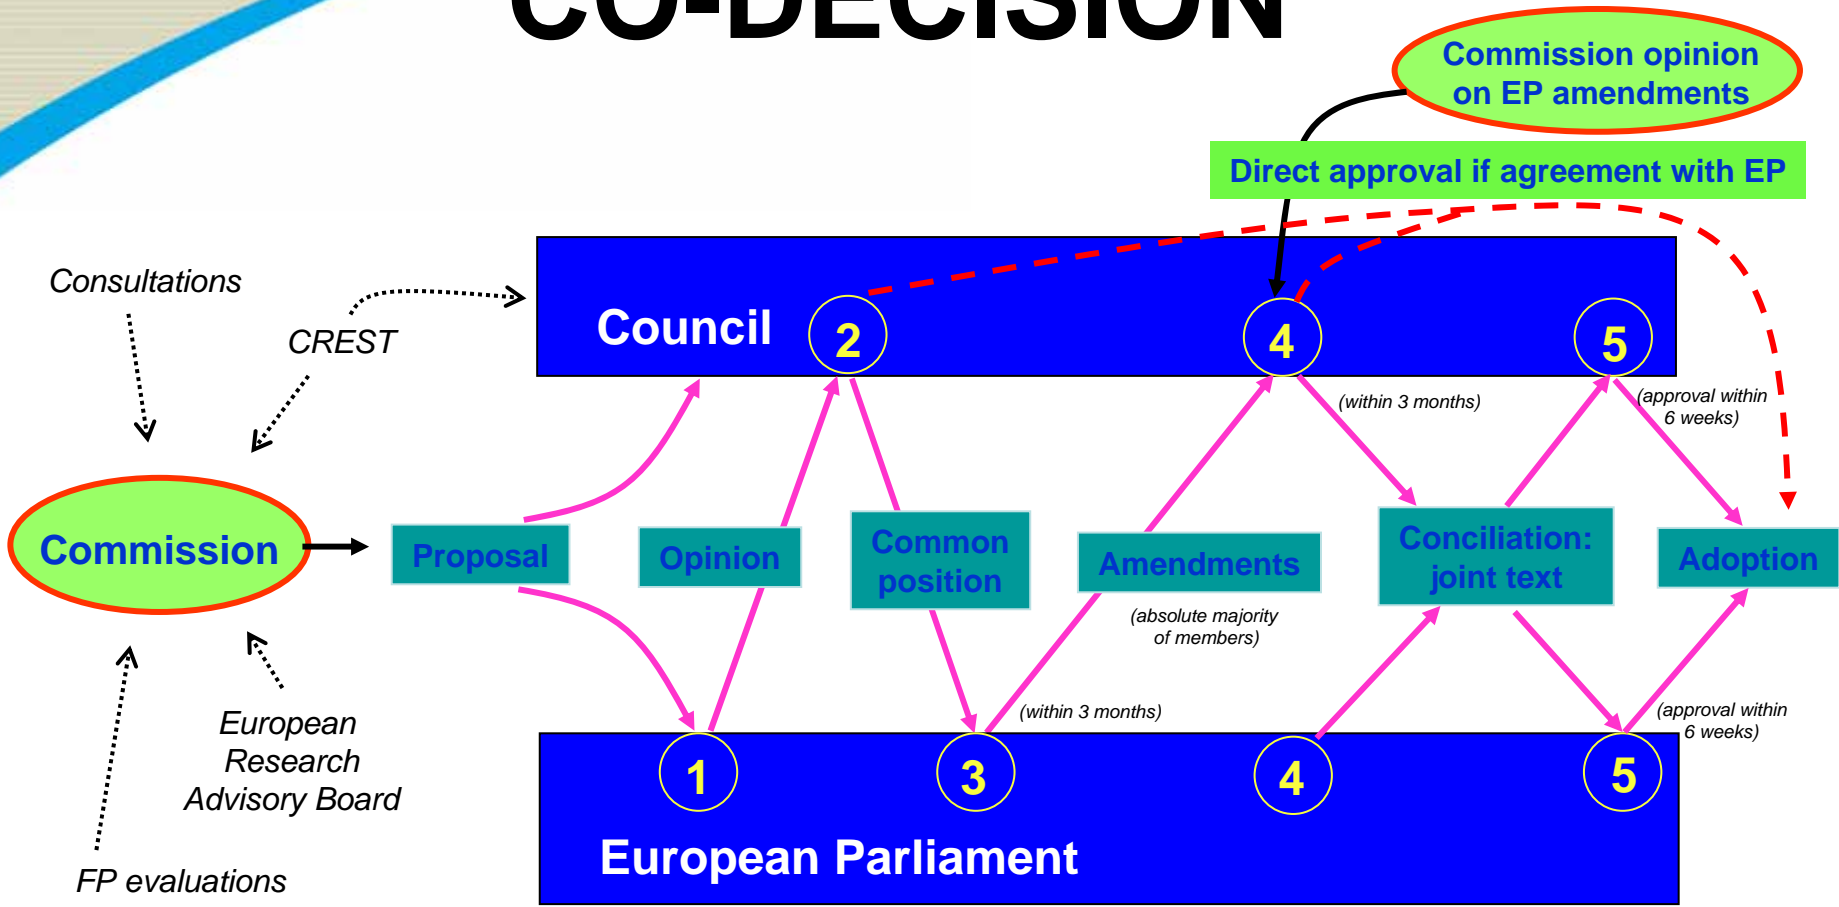 CO-DECISION
Commission opinion
on EP amendments
Direct approval if agreement with EP
Consultations
CREST
Council
2
4
5
(within 3 months)
(approval within
6 weeks)
Commission
Proposal
Opinion
Common
position
Amendments
Conciliation:
joint text
Adoption
(absolute majority
of members)
(within 3 months)
(approval within
6 weeks)
European
Research
Advisory Board
FP evaluations
1
3
4
5
European Parliament